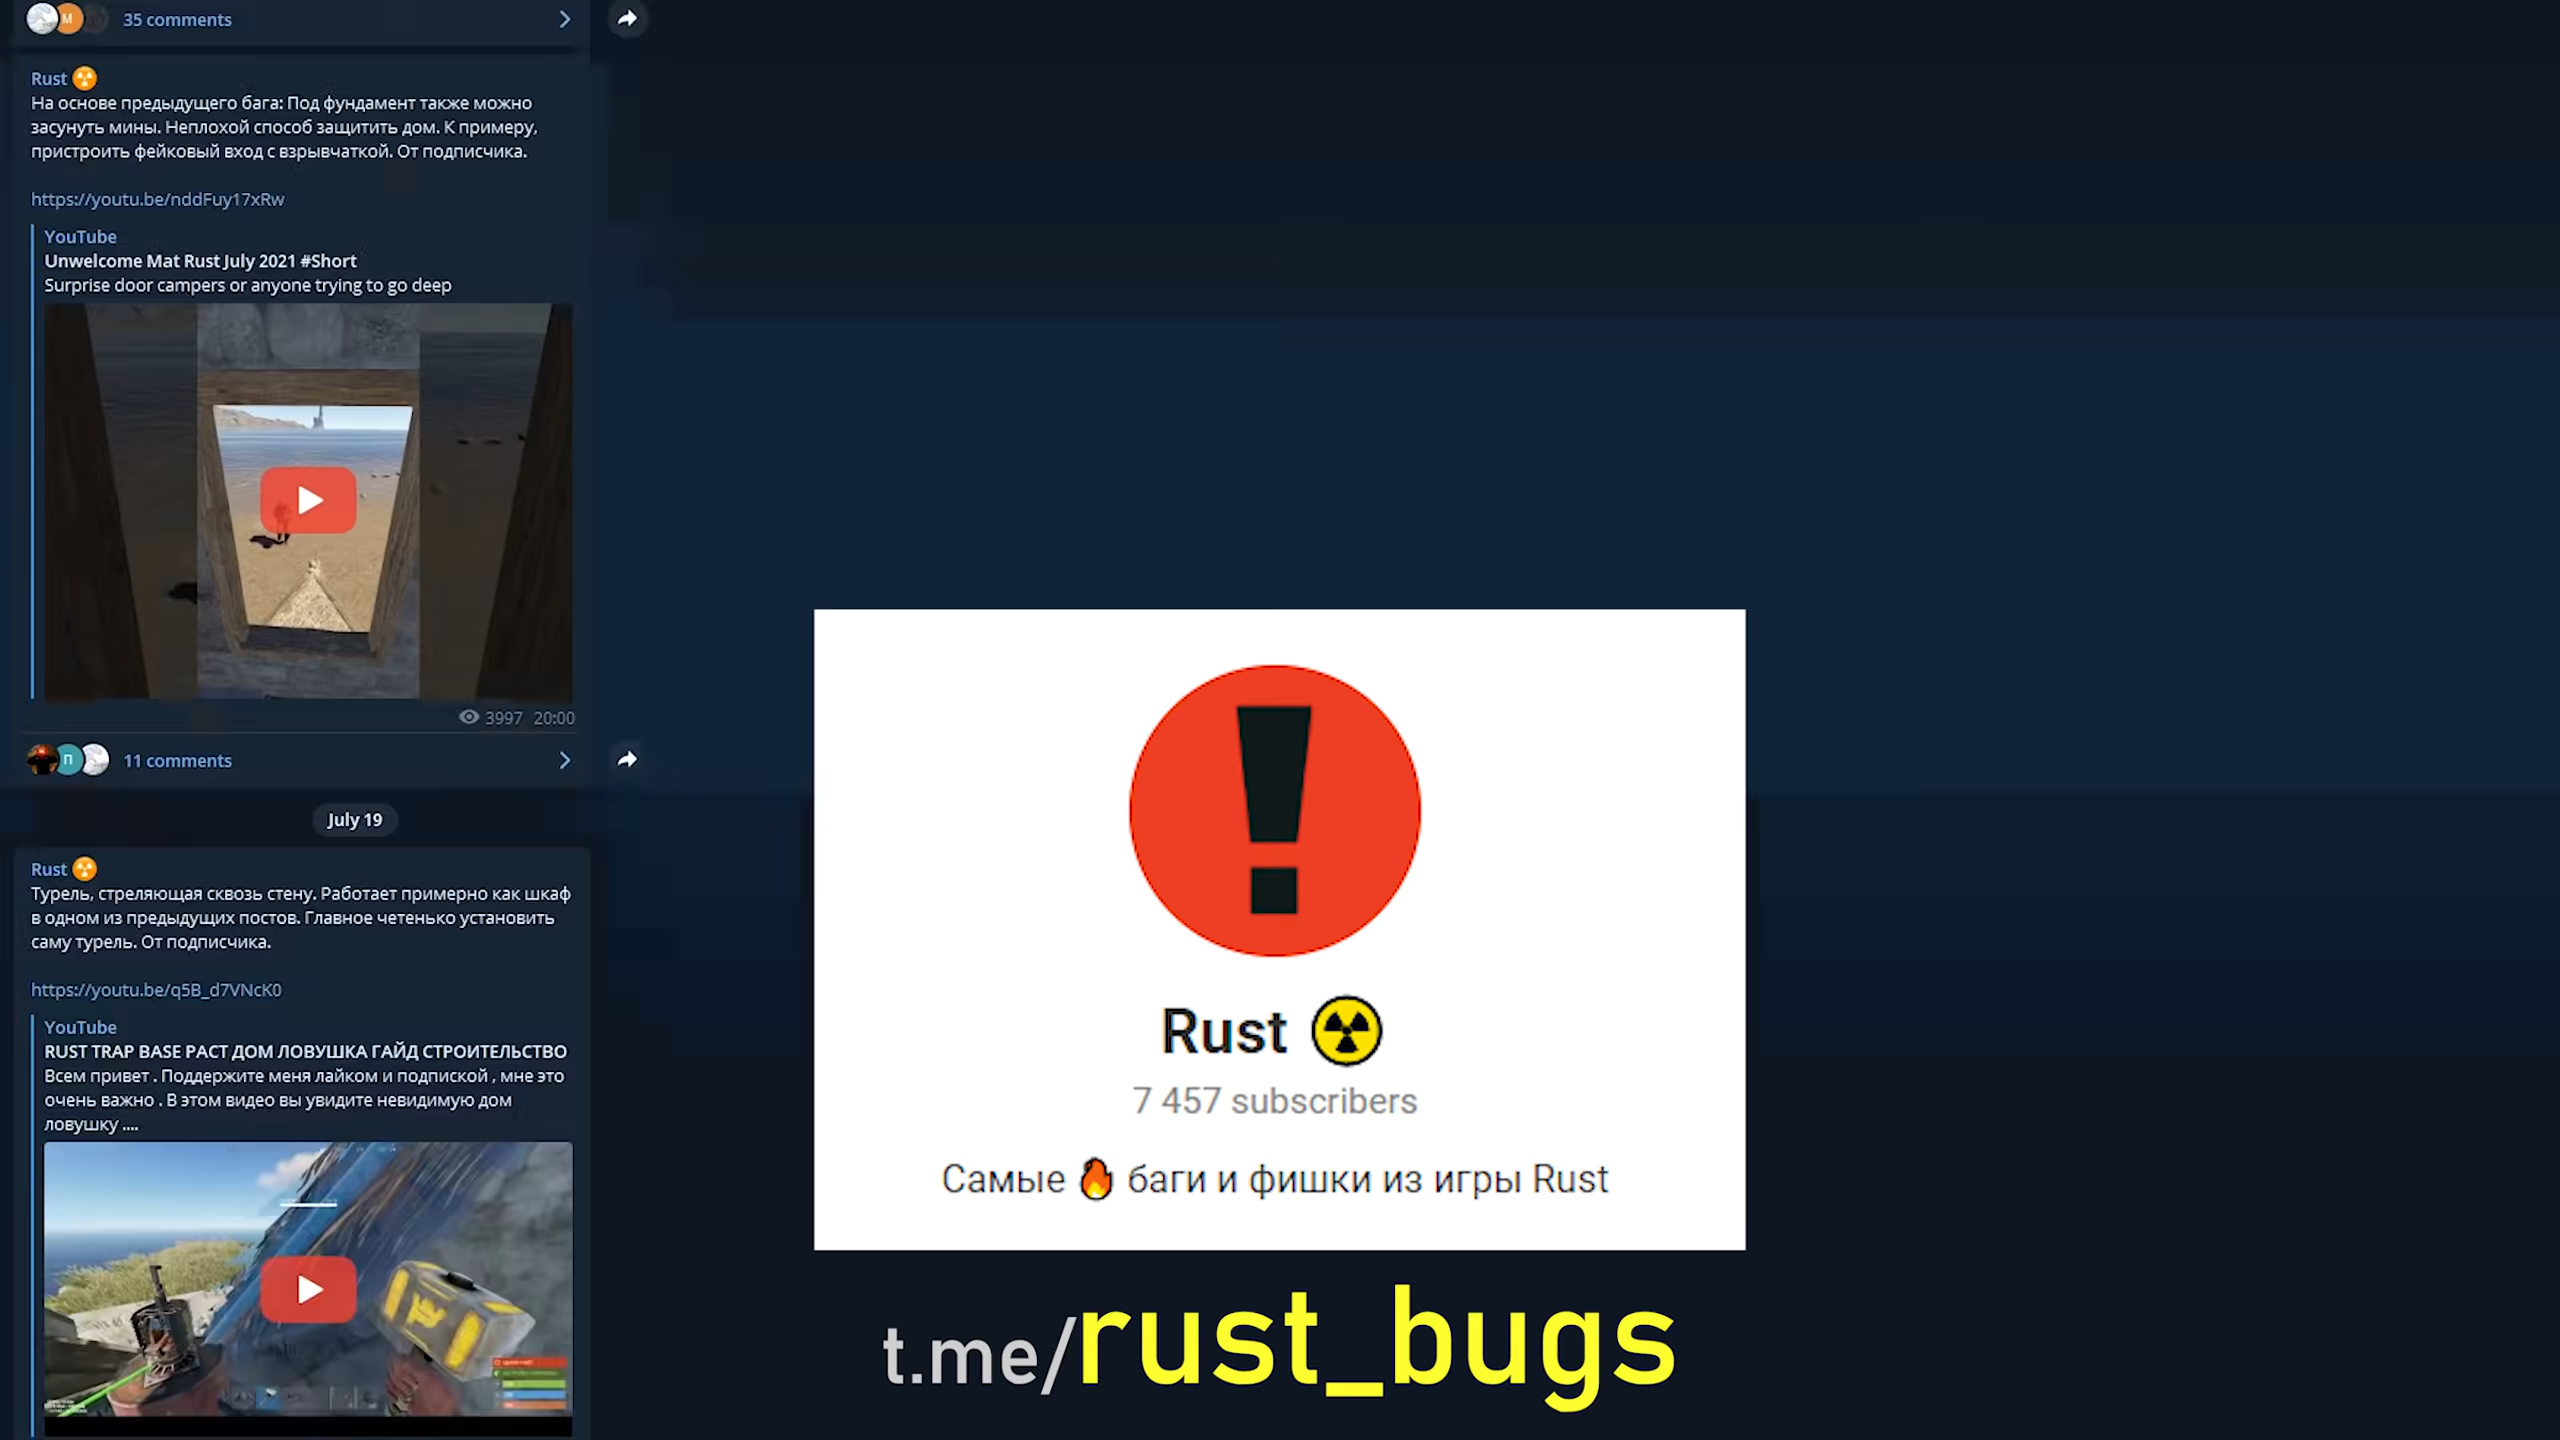 35 comments
Rust ☢
На основе предыдущего бага: Под фундамент также можно
засунуть мины. Неплохой способ защитить дом. К примеру,
пристроить фейковый вход с взрывчаткой. От подписчика.
https://youtu.be/nddFuy17xRw
YouTube
Unwelcome Mat Rust July 2021 #Short
Surprise door campers or anyone trying to go deep
3997 20:00
11 comments
July 19
Rust ☢
Турель, стреляющая сквозь стену. Работает примерно как шкаф
в одном из предыдущих постов. Главное четенько установить
саму турель. От подписчика.
https://youtu.be/q5B_d7VNcK0
YouTube
RUST TRAP BASE РАСТ ДОМ ЛОВУШКА ГАЙД СТРОИТЕЛЬСТВО
Всем привет . Поддержите меня лайком и подпиской , мне это
очень важно . В этом видео вы увидите невидимую дом
ловушку ....
Rust ☢
7 457 subscribers
Самые 🔥 баги и фишки из игры Rust
t.me/rust_bugs